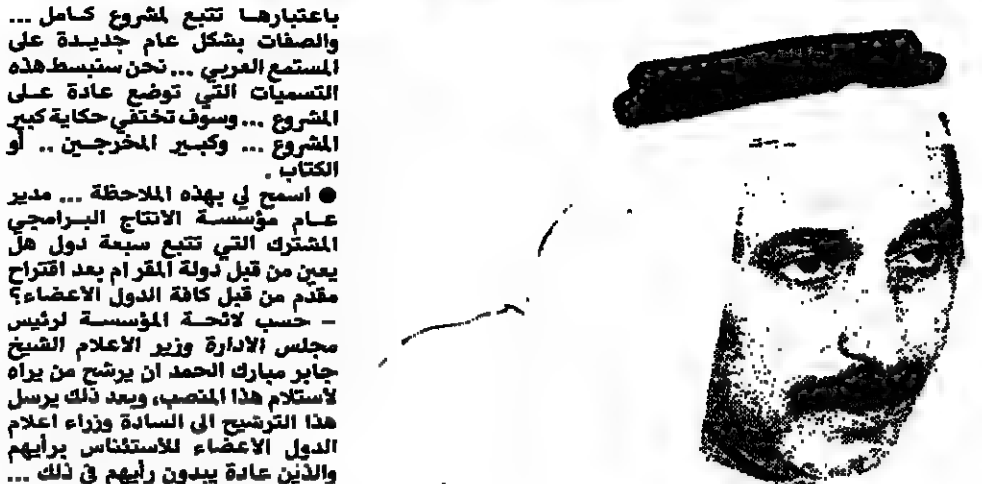 باعتبارها تتبع لمشروع كامل ...
والصفات بشكل عام جديدة على
المستمع العربي ... نحن سنبسط هذه
التسميات التي توضع عادة على
المشروع ... وسوف تختفي حكاية كبير
المشروع ... وكبير المخرجين .. أو
الكتاب .
● اسمح لي بهذه الملاحظة ... مدير
عام مؤسسة الانتاج البرامجي
المشترك التي تتبع سبعة دول هل
يعين من قبل دولة المقر ام بعد اقتراح
مقدم من قبل كافة الدول الاعضاء؟
– حسب لائحة المؤسسة لرئيس
مجلس الادارة وزير الاعلام الشيخ
جابر مبارك الحمد ان يرشح من يراه
لاستلام هذا المنصب، وبعد ذلك يرسل
هذا الترشيح الى السادة وزراء اعلام
الدول الاعضاء للاستئناس برأيهم
والذين عادة يبدون رأيهم في ذلك ...